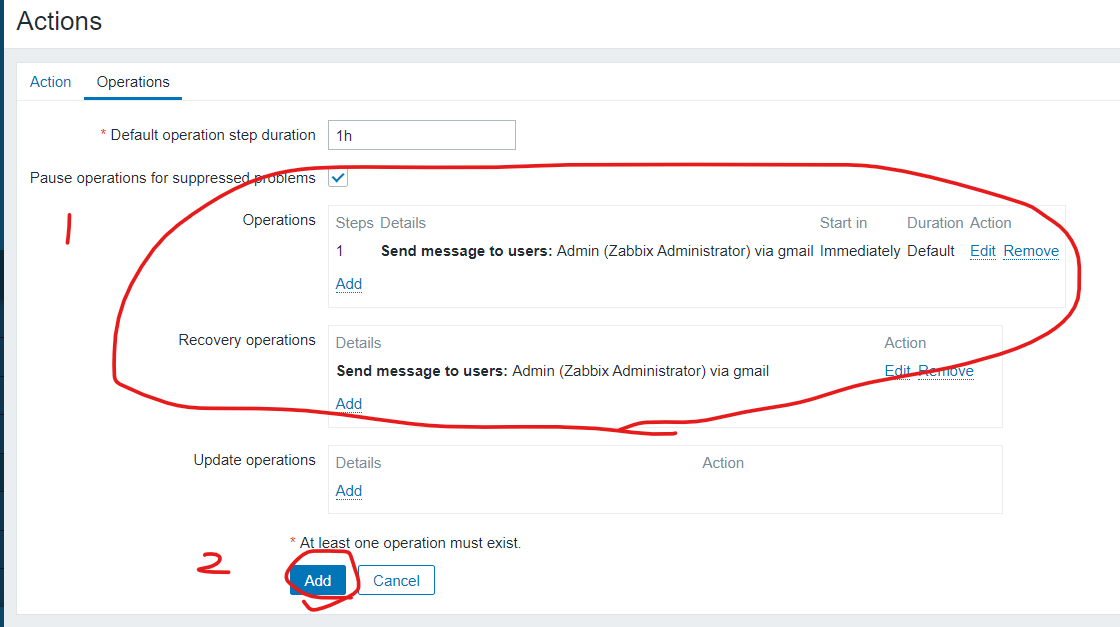 Actions
Action Operations
* Default operation step duration 1h
Pause operations for suppressed problems
1
Operations Steps Details Start in Duration Action
1 Send message to users: Admin (Zabbix Administrator) via gmail Immediately Default Edit Remove
Add
Recovery operations Details Action
Send message to users: Admin (Zabbix Administrator) via gmail Edit Remove
Add
Update operations Details Action
Add
* At least one operation must exist.
2
Add Cancel